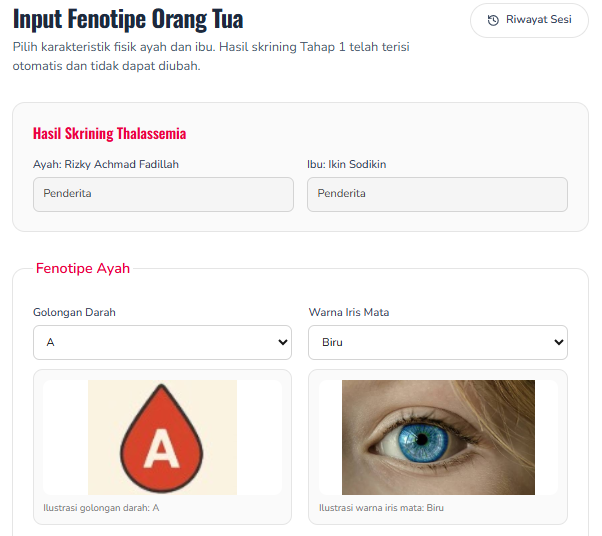 Input Fenotipe Orang Tua
Riwayat Sesi
Pilih karakteristik fisik ayah dan ibu. Hasil skrining Tahap 1 telah terisi
otomatis dan tidak dapat diubah.
Hasil Skrining Thalassemia
Ayah: Rizky Achmad Fadillah
Ibu: Ikin Sodikin
Penderita
Penderita
Fenotipe Ayah
Golongan Darah
Warna Iris Mata
A
Biru
A
Ilustrasi golongan darah: A
Ilustrasi warna iris mata: Biru